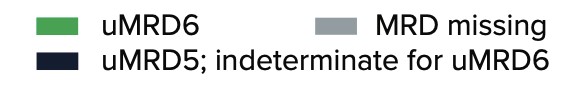 uMRD6 MRD missing
uMRD5; indeterminate for uMRD6